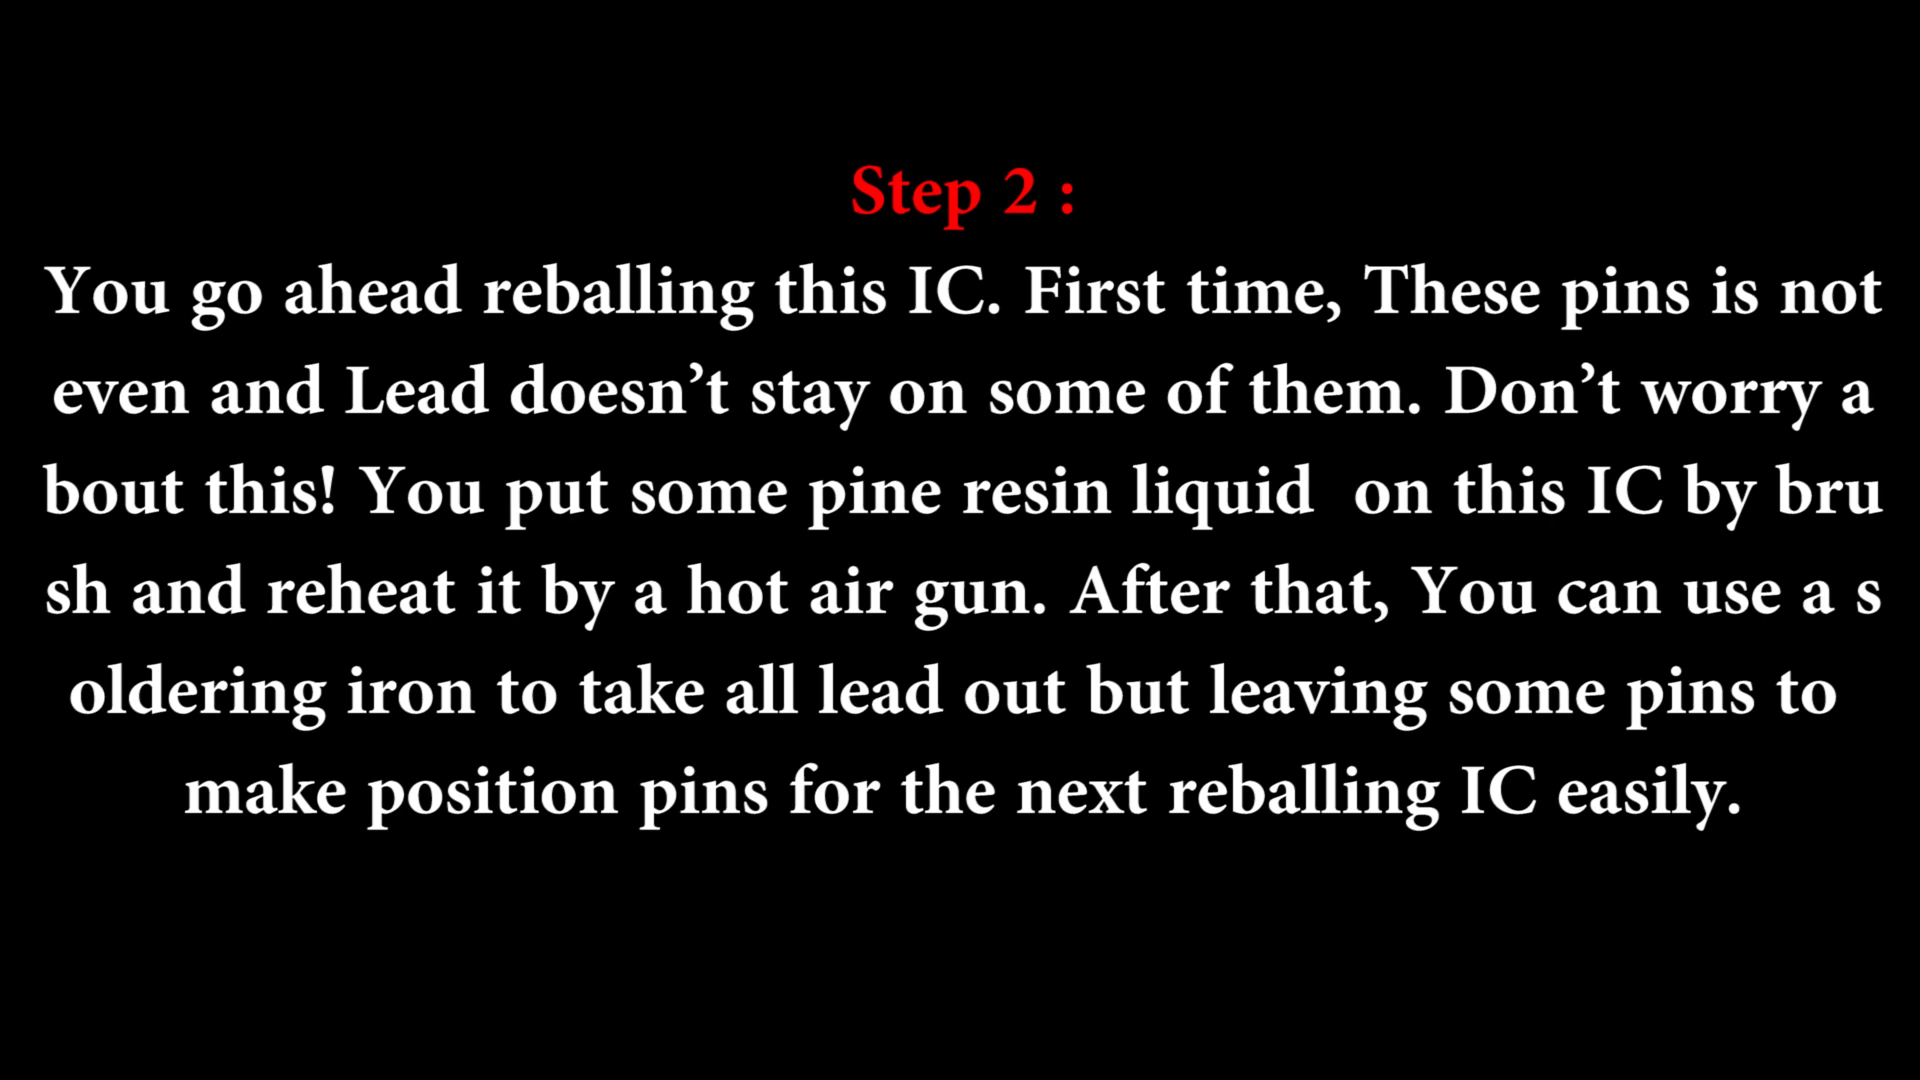 Step 2 :
You go ahead reballing this IC. First time, These pins is not
even and Lead doesn’t stay on some of them. Don’t worry a
bout this! You put some pine resin liquid  on this IC by bru
sh and reheat it by a hot air gun. After that, You can use a s
oldering iron to take all lead out but leaving some pins to
make position pins for the next reballing IC easily.